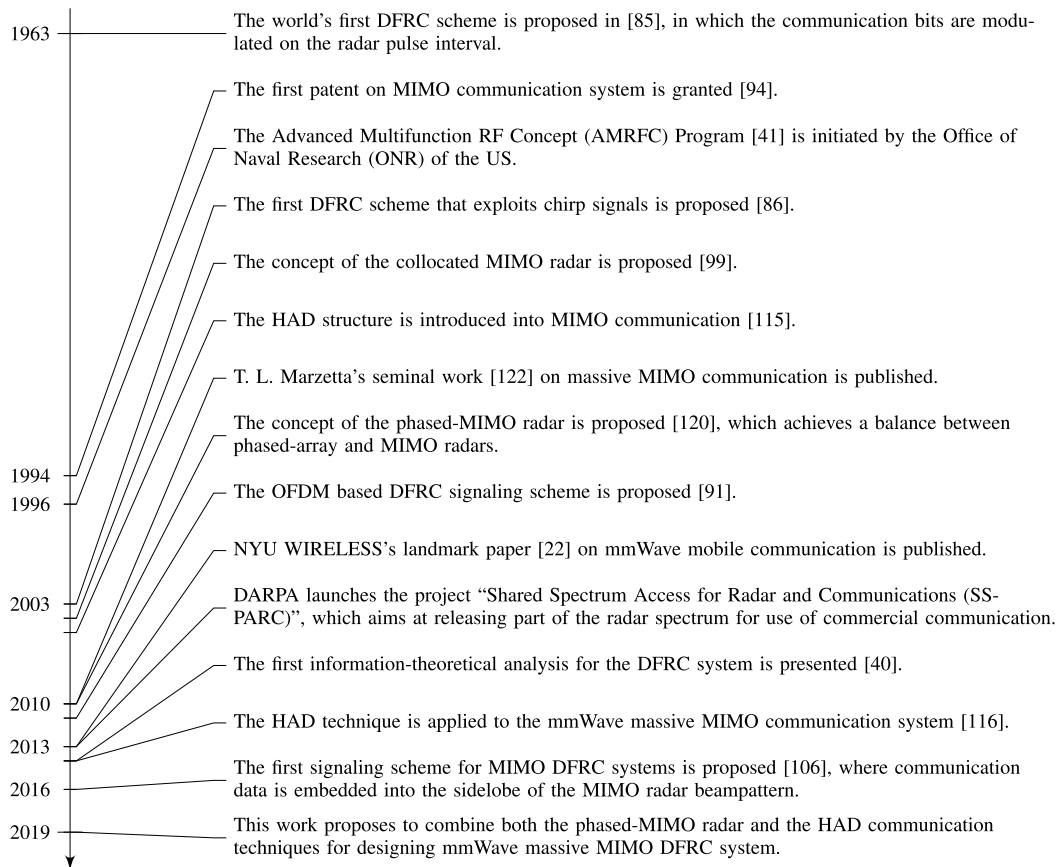 1963
The world's first DFRC scheme is proposed in [85], in which the communication bits are modu-
lated on the radar pulse interval.
The first patent on MIMO communication system is granted [94].
The Advanced Multifunction RF Concept (AMRFC) Program [41] is initiated by the Office of
Naval Research (ONR) of the US.
The first DFRC scheme that exploits chirp signals is proposed [86].
The concept of the collocated MIMO radar is proposed [99].
The HAD structure is introduced into MIMO communication [115].
T. L. Marzetta's seminal work [122] on massive MIMO communication is published.
The concept of the phased-MIMO radar is proposed [120], which achieves a balance between
phased-array and MIMO radars.
1994
1996
The OFDM based DFRC signaling scheme is proposed [91].
NYU WIRELESS's landmark paper [22] on mmWave mobile communication is published.
DARPA launches the project “Shared Spectrum Access for Radar and Communications (SS-
PARC)”, which aims at releasing part of the radar spectrum for use of commercial communication.
2003
The first information-theoretical analysis for the DFRC system is presented [40].
2010
The HAD technique is applied to the mmWave massive MIMO communication system [116].
2013
The first signaling scheme for MIMO DFRC systems is proposed [106], where communication
data is embedded into the sidelobe of the MIMO radar beampattern.
2016
This work proposes to combine both the phased-MIMO radar and the HAD communication
techniques for designing mmWave massive MIMO DFRC system.
2019